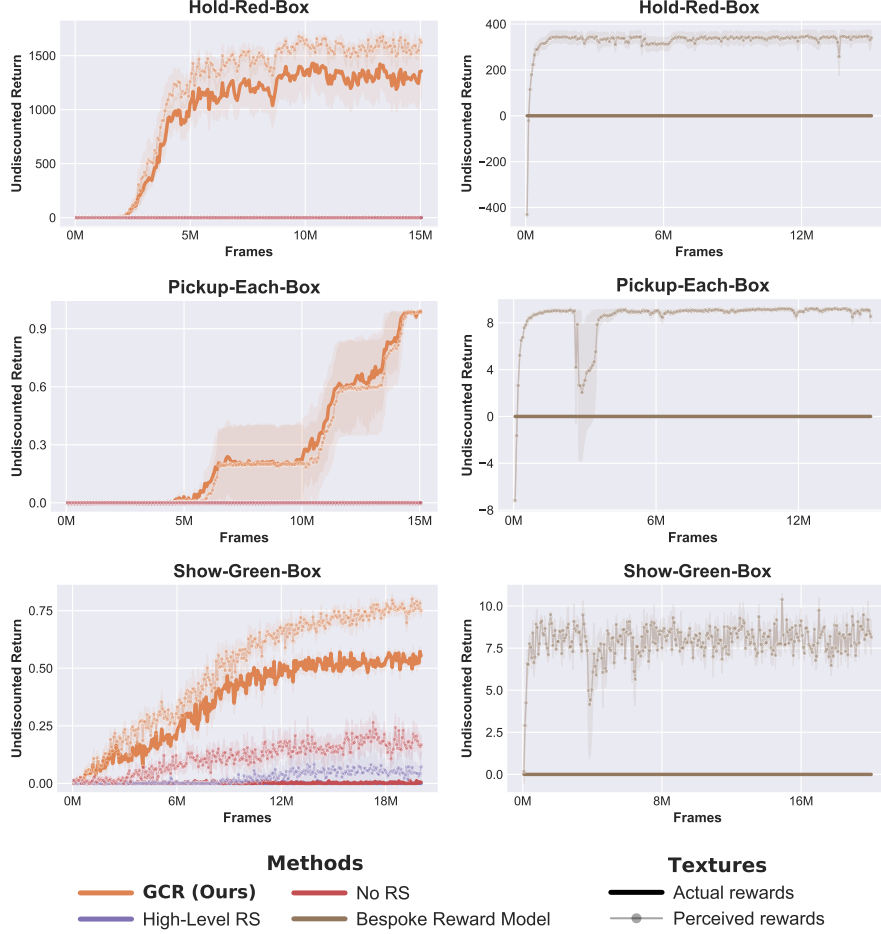 Hold-Red-Box
Undiscounted Return
1500
1000
500
0
0M
5M
10M
15M
Frames
400
200
0
−200
−400
Undiscounted Return
0M
6M
12M
Frames
Pickup-Each-Box
Undiscounted Return
0.9
0.6
0.3
0.0
0M
5M
10M
15M
Frames
Pickup-Each-Box
Undiscounted Return
8
4
0
−4
−8
0M
6M
12M
Frames
Show-Green-Box
Undiscounted Return
0.75
0.50
0.25
0.00
0M
6M
12M
18M
Frames
Show-Green-Box
Undiscounted Return
10.0
7.5
5.0
2.5
0.0
0M
8M
16M
Frames
Hold-Red-Box
Methods
GCR (Ours)
No RS
High-Level RS
Bespoke Reward Model
Textures
Actual rewards
Perceived rewards